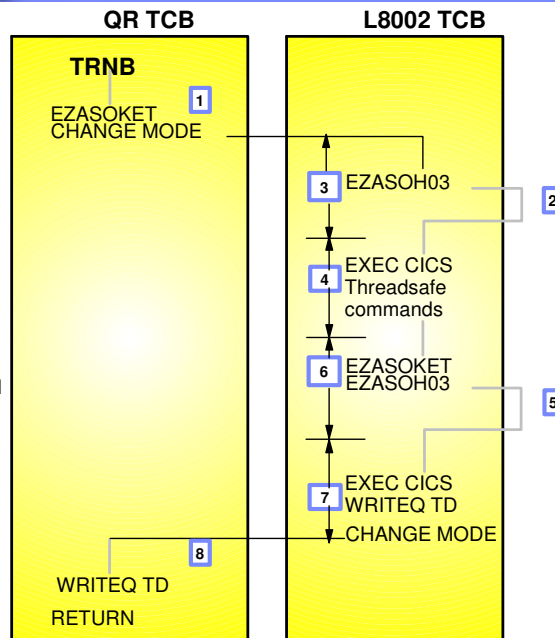 QR TCB
L8002 TCB
TRNB
1
EZASOKET
CHANGE MODE
3
EZASOH03
2
4
EXEC CICS
Threadsafe
commands
6
EZASOKET
EZASOH03
5
7
EXEC CICS
WRITEQ TD
CHANGE MODE
8
WRITEQ TD
RETURN